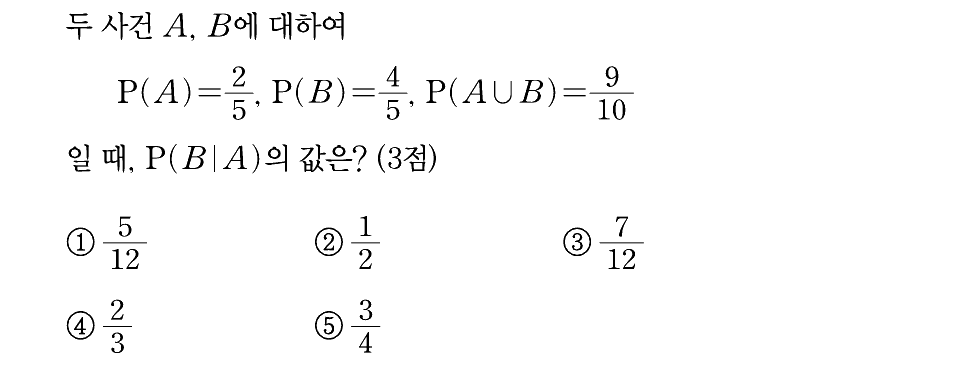 두 사건 A, B에 대하여
P(A)=2/5, P(B)=4/5, P(A∪B)=9/10
일 때, P(B|A)의 값은? (3점)
① 5/12 ② 1/2 ③ 7/12
④ 2/3 ⑤ 3/4